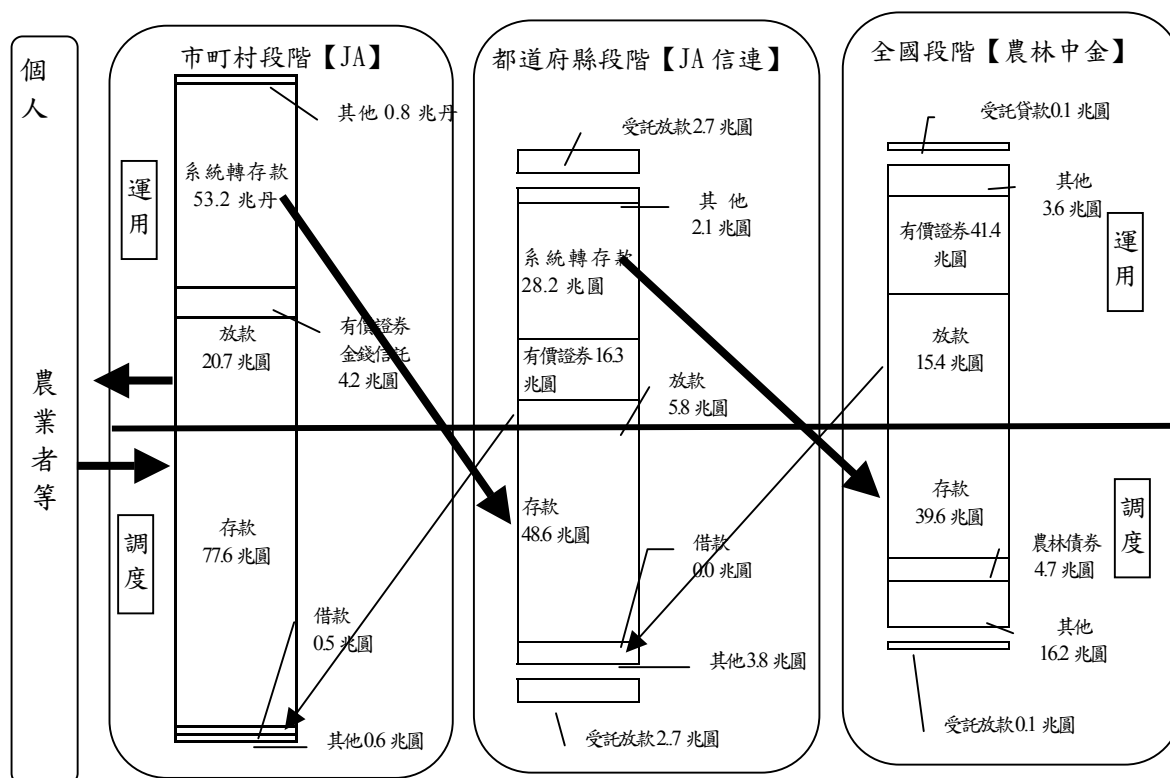 個人
農業者等
市町村段階【JA】
其他 0.8 兆丹
運用
系統轉存款
53.2 兆丹
有價證券
金錢信託
4.2 兆圓
放款
20.7 兆圓
調度
存款
77.6 兆圓
借款
0.5 兆圓
其他 0.6 兆圓
都道府縣段階【JA 信連】
受託放款 2.7 兆圓
其 他
2.1 兆圓
系統轉存款
28.2 兆圓
有價證券 16.3
兆圓
放款
5.8 兆圓
存款
48.6 兆圓
借款
0.0 兆圓
其他 3.8 兆圓
受託放款 2.7 兆圓
全國段階【農林中金】
受託貸款 0.1 兆圓
其他
3.6 兆圓
有價證券 41.4
兆圓
運用
放款
15.4 兆圓
存款
39.6 兆圓
農林債券
4.7 兆圓
調度
其他
16.2 兆圓
受託放款 0.1 兆圓